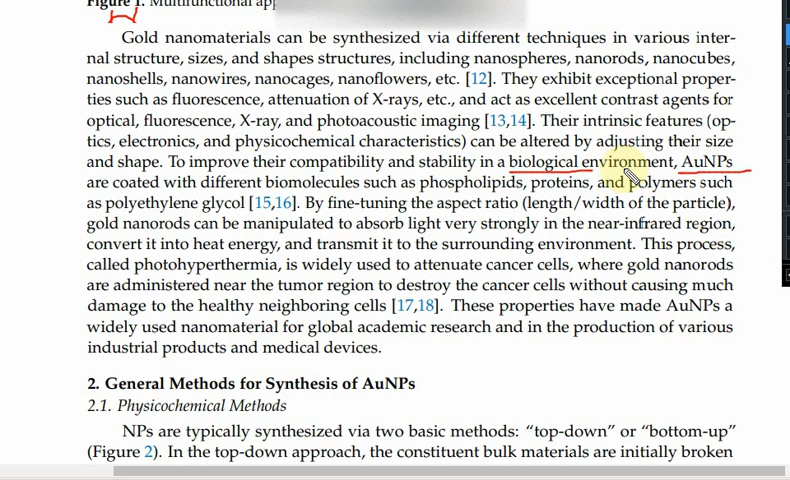 Figure 1. Multifunctional app
Gold nanomaterials can be synthesized via different techniques in various inter-
nal structure, sizes, and shapes structures, including nanospheres, nanorods, nanocubes,
nanoshells, nanowires, nanocages, nanoflowers, etc. [12]. They exhibit exceptional proper-
ties such as fluorescence, attenuation of X-rays, etc., and act as excellent contrast agents for
optical, fluorescence, X-ray, and photoacoustic imaging [13,14]. Their intrinsic features (op-
tics, electronics, and physicochemical characteristics) can be altered by adjusting their size
and shape. To improve their compatibility and stability in a biological environment, AuNPs
are coated with different biomolecules such as phospholipids, proteins, and polymers such
as polyethylene glycol [15,16]. By fine-tuning the aspect ratio (length/width of the particle),
gold nanorods can be manipulated to absorb light very strongly in the near-infrared region,
convert it into heat energy, and transmit it to the surrounding environment. This process,
called photohyperthermia, is widely used to attenuate cancer cells, where gold nanorods
are administered near the tumor region to destroy the cancer cells without causing much
damage to the healthy neighboring cells [17,18]. These properties have made AuNPs a
widely used nanomaterial for global academic research and in the production of various
industrial products and medical devices.
2. General Methods for Synthesis of AuNPs
2.1. Physicochemical Methods
NPs are typically synthesized via two basic methods: “top-down” or “bottom-up”
(Figure 2). In the top-down approach, the constituent bulk materials are initially broken